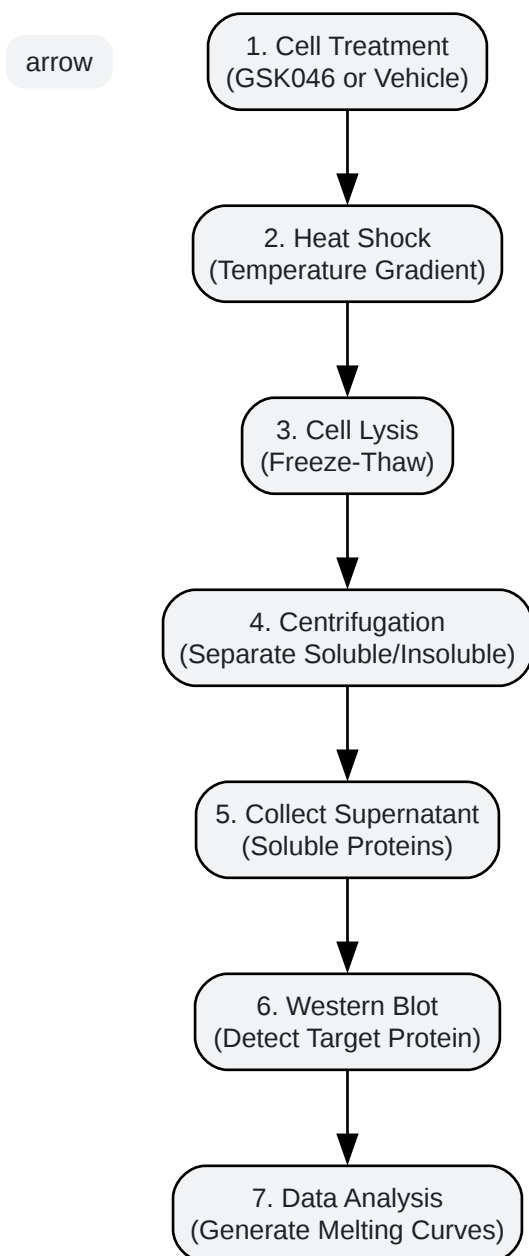 arrow
1. Cell Treatment
(GSK046 or Vehicle)
2. Heat Shock
(Temperature Gradient)
3. Cell Lysis
(Freeze-Thaw)
4. Centrifugation
(Separate Soluble/Insoluble)
5. Collect Supernatant
(Soluble Proteins)
6. Western Blot
(Detect Target Protein)
7. Data Analysis
(Generate Melting Curves)